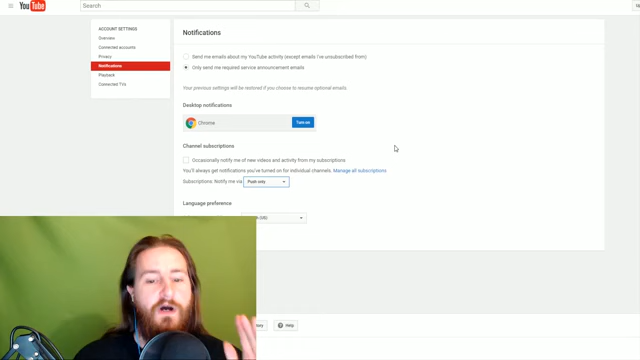 YouTube
Search
ACCOUNT SETTINGS
Overview
Connected accounts
Privacy
Notifications
Playback
Connected TVs
Notifications
Send me emails about my YouTube activity (except emails I've unsubscribed from)
Only send me required service announcement emails
Your previous settings will be restored if you choose to resume optional emails.
Desktop notifications
Chrome
Turn on
Channel subscriptions
Occasionally notify me of new videos and activity from my subscriptions
You'll always get notifications you've turned on for individual channels. Manage all subscriptions
Subscriptions: Notify me via Push only
Language preference
Help